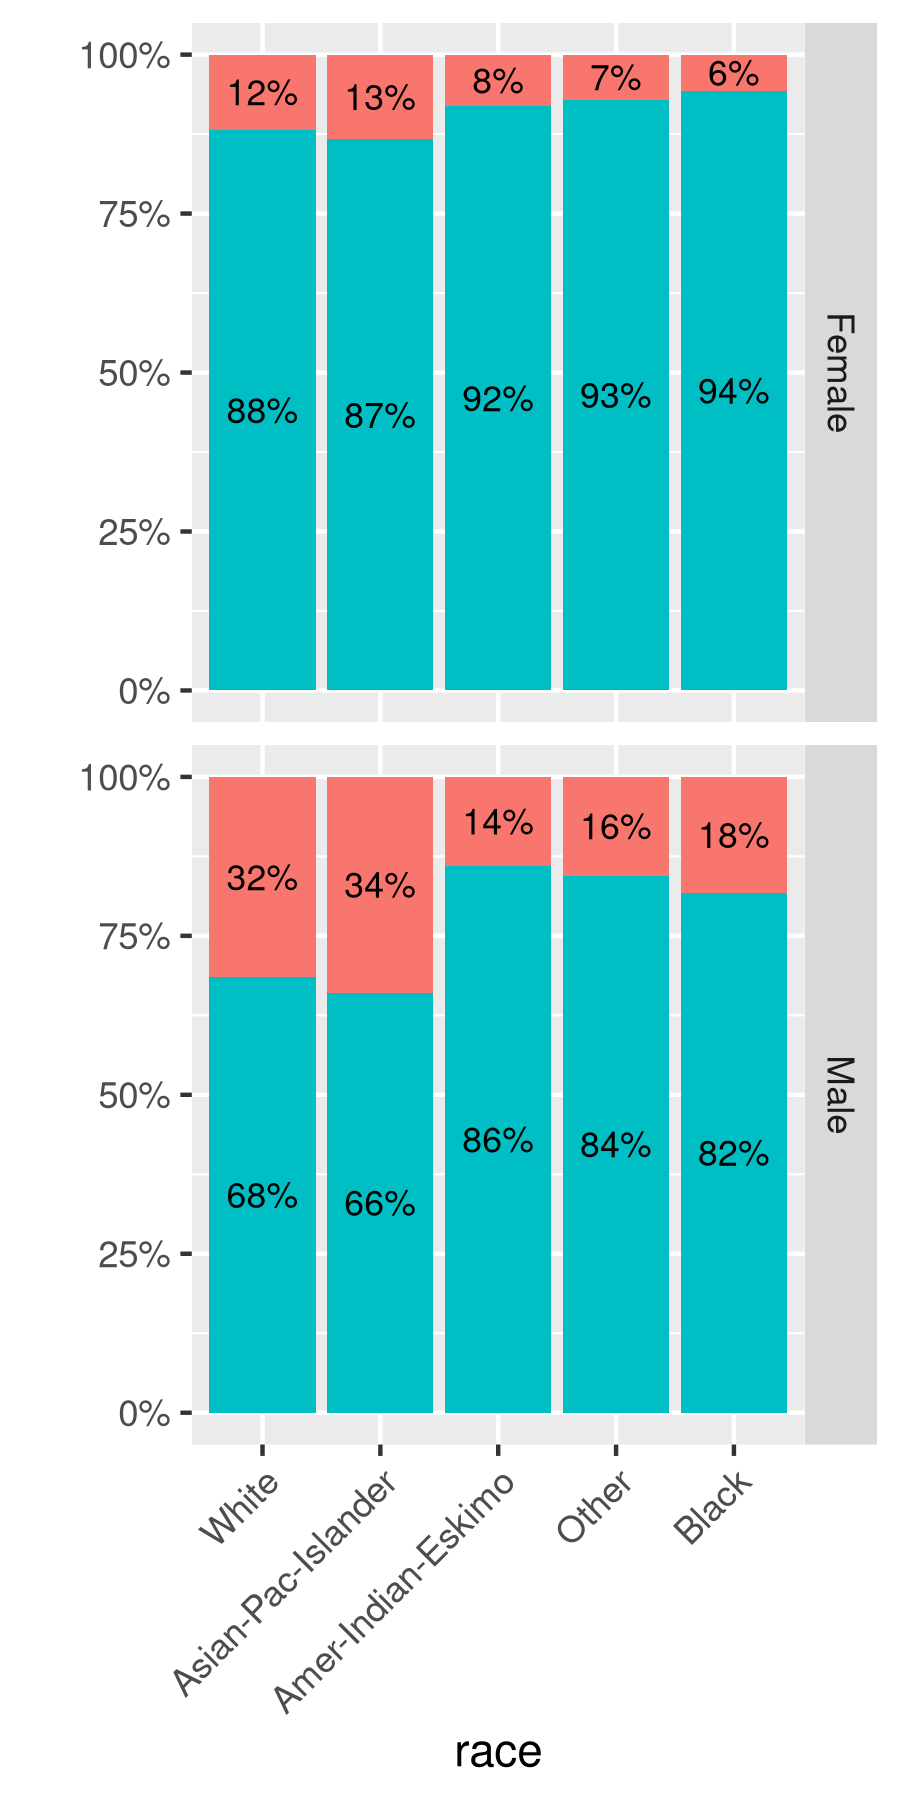 100%
75%
50%
25%
0%
12% 13% 8% 7% 6%
88% 87% 92% 93% 94%
Female
100%
75%
50%
25%
0%
32% 34% 14% 16% 18%
68% 66% 86% 84% 82%
Male
White
Asian-Pac-Islander
Amer-Indian-Eskimo
Other
Black
race